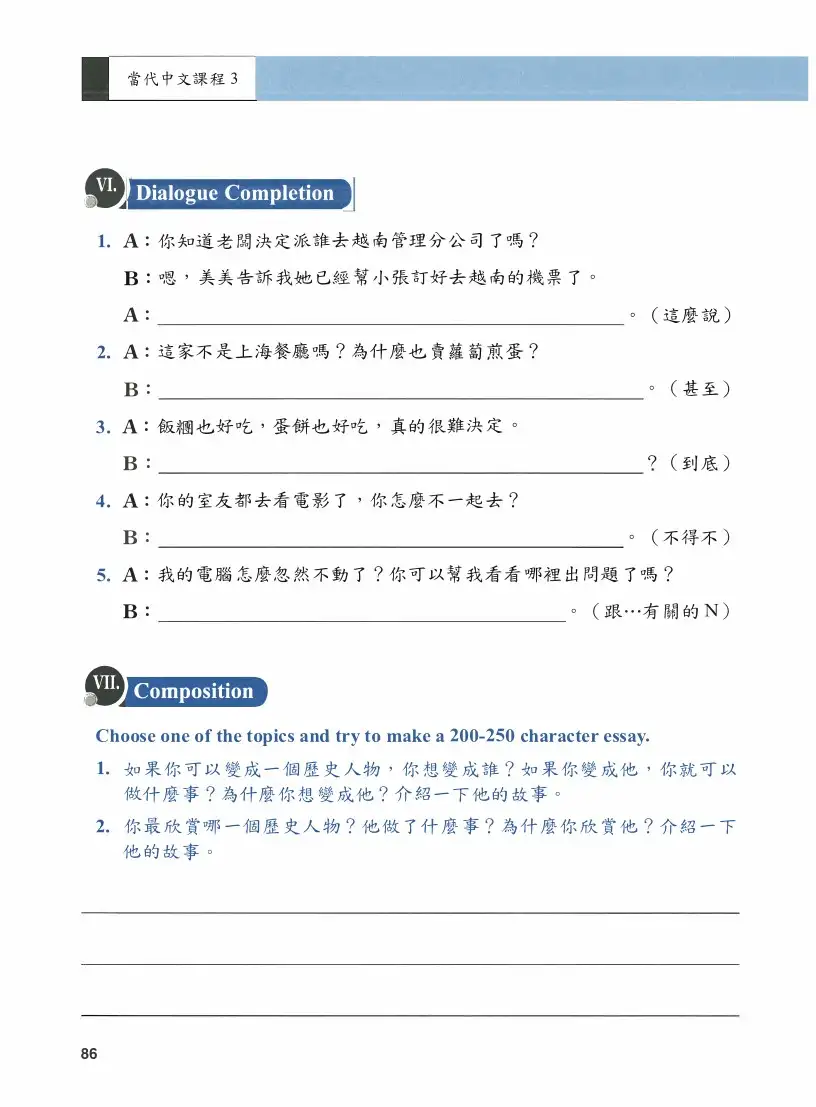 當代中文課程 3
VI. Dialogue Completion
1. A：你知道老闆決定派誰去越南管理分公司了嗎？
B：嗯，美美告訴我她已經幫小張訂好去越南的機票了。
A：＿＿＿＿＿＿＿＿＿＿＿＿＿＿＿＿＿＿＿＿＿＿＿＿＿。（這麼說）
2. A：這家不是上海餐廳嗎？為什麼也賣蘿蔔煎蛋？
B：＿＿＿＿＿＿＿＿＿＿＿＿＿＿＿＿＿＿＿＿＿＿＿＿＿。（甚至）
3. A：飯糰也好吃，蛋餅也好吃，真的很難決定。
B：＿＿＿＿＿＿＿＿＿＿＿＿＿＿＿＿＿＿＿＿＿＿＿＿＿？（到底）
4. A：你的室友都去看電影了，你怎麼不一起去？
B：＿＿＿＿＿＿＿＿＿＿＿＿＿＿＿＿＿＿＿＿＿＿＿＿＿。（不得不）
5. A：我的電腦怎麼忽然不動了？你可以幫我看看哪裡出問題了嗎？
B：＿＿＿＿＿＿＿＿＿＿＿＿＿＿＿＿＿＿＿＿＿。（跟…有關的 N）
VII. Composition
Choose one of the topics and try to make a 200-250 character essay.
1. 如果你可以變成一個歷史人物，你想變成誰？如果你變成他，你就可以
做什麼事？為什麼你想變成他？介紹一下他的故事。
2. 你最欣賞哪一個歷史人物？他做了什麼事？為什麼你欣賞他？介紹一下
他的故事。
86